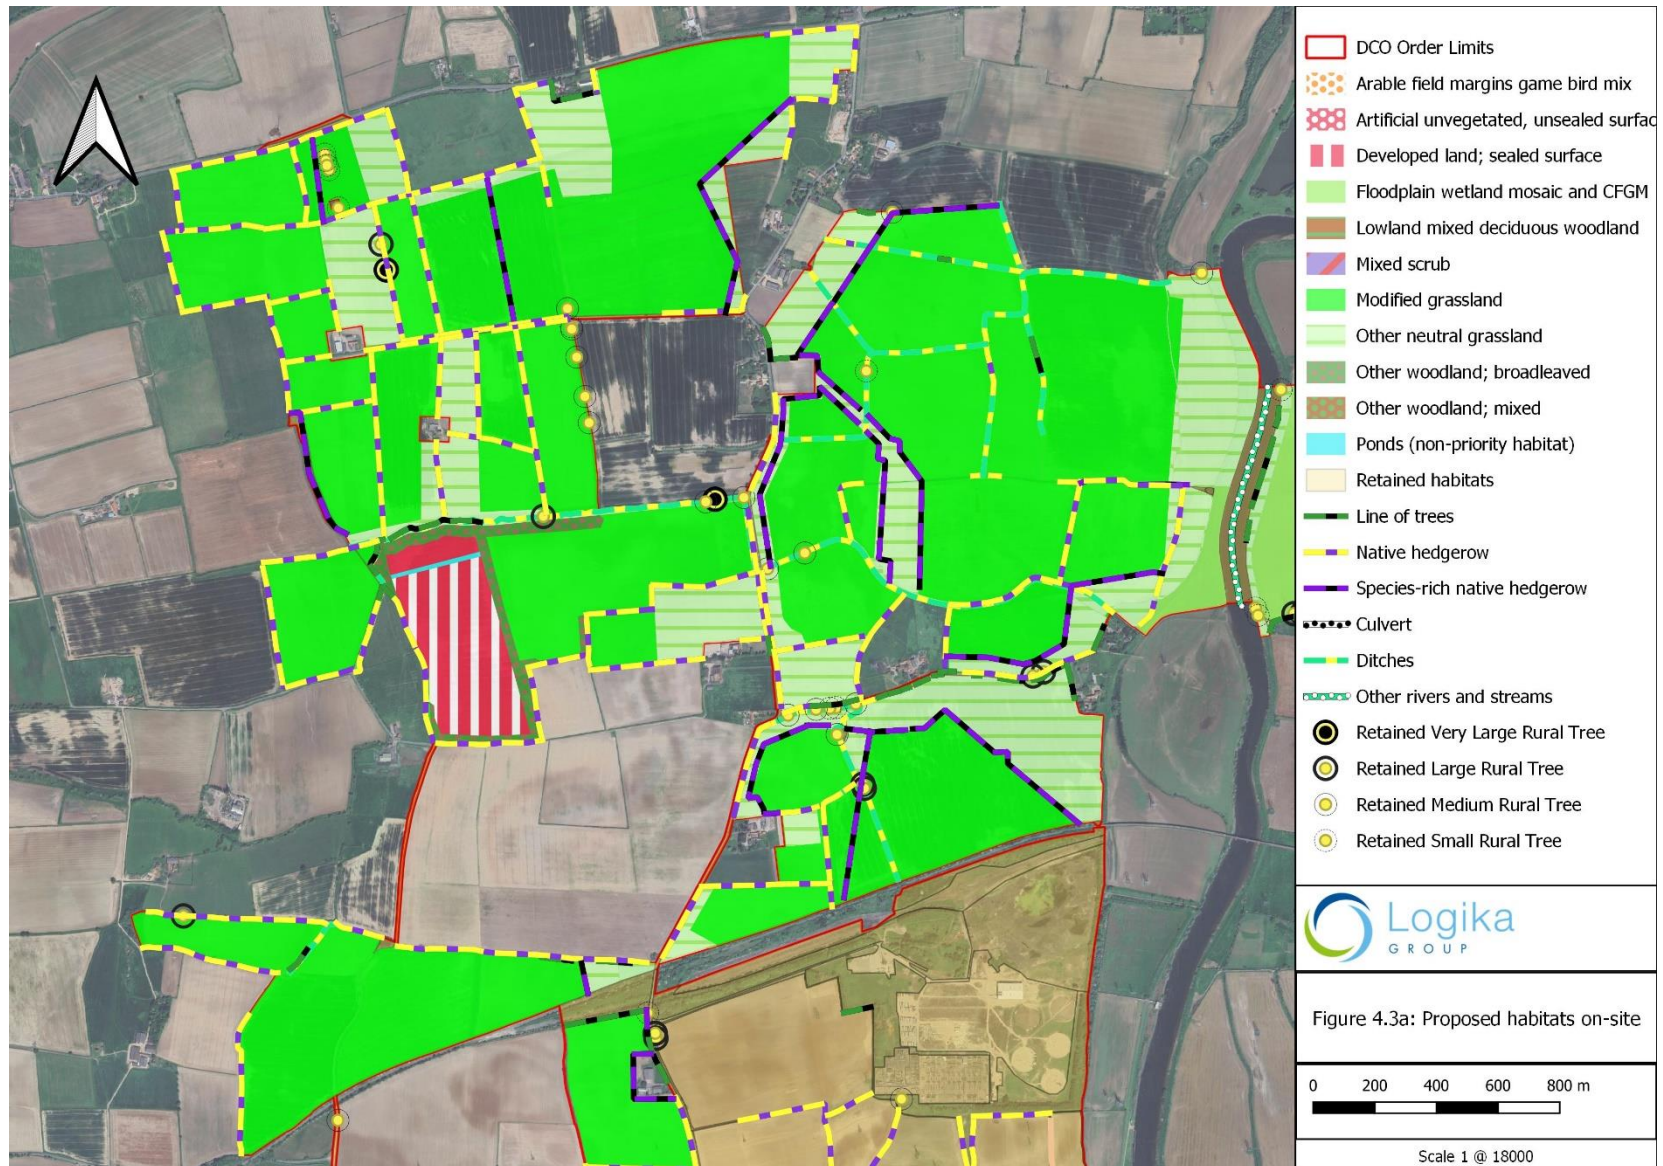 DCO Order Limits
Arable field margins game bird mix
Artificial unvegetated, unsealed surfac
Developed land; sealed surface
Floodplain wetland mosaic and CFGM
Lowland mixed deciduous woodland
Mixed scrub
Modified grassland
Other neutral grassland
Other woodland; broadleaved
Other woodland; mixed
Ponds (non-priority habitat)
Retained habitats
Line of trees
Native hedgerow
Species-rich native hedgerow
Culvert
Ditches
Other rivers and streams
Retained Very Large Rural Tree
Retained Large Rural Tree
Retained Medium Rural Tree
Retained Small Rural Tree
Logika
GROUP
Figure 4.3a: Proposed habitats on-site
0 200 400 600 800 m
Scale 1 @ 18000